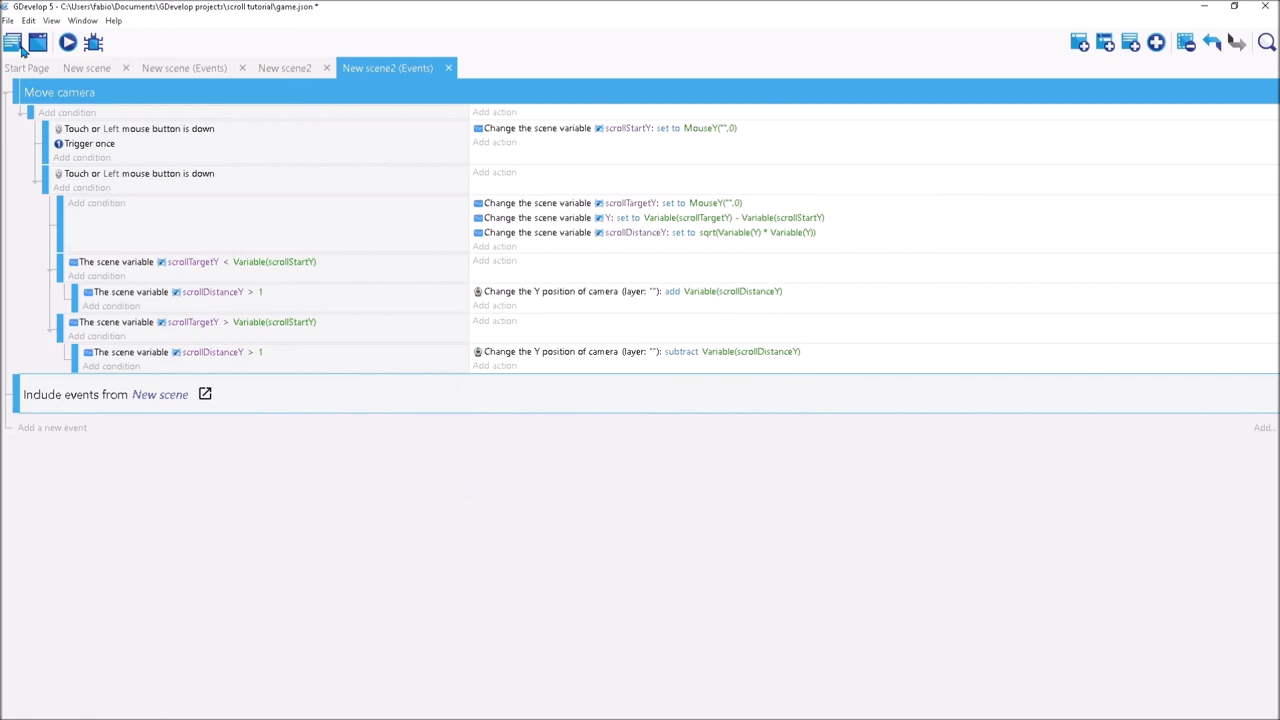 GDevelop 5 - C:\Users\fabio\Documents\GDevelop projects\scroll tutorial\game.json *
File Edit View Window Help
Start Page New scene New scene (Events) New scene2 New scene2 (Events)
Move camera
Add condition Add action
Touch or Left mouse button is down Change the scene variable scrollStartY: set to MouseY("",0)
Trigger once Add action
Add condition
Touch or Left mouse button is down Add action
Add condition
Add condition Change the scene variable scrollTargetY: set to MouseY("",0)
Change the scene variable Y: set to Variable(scrollTargetY) - Variable(scrollStartY)
Change the scene variable scrollDistanceY: set to sqrt(Variable(Y) * Variable(Y))
Add action
The scene variable scrollTargetY < Variable(scrollStartY) Add action
Add condition
The scene variable scrollDistanceY > 1 Change the Y position of camera (layer: ""): add Variable(scrollDistanceY)
Add condition Add action
The scene variable scrollTargetY > Variable(scrollStartY) Add action
Add condition
The scene variable scrollDistanceY > 1 Change the Y position of camera (layer: ""): subtract Variable(scrollDistanceY)
Add condition Add action
Include events from New scene
Add a new event Add...